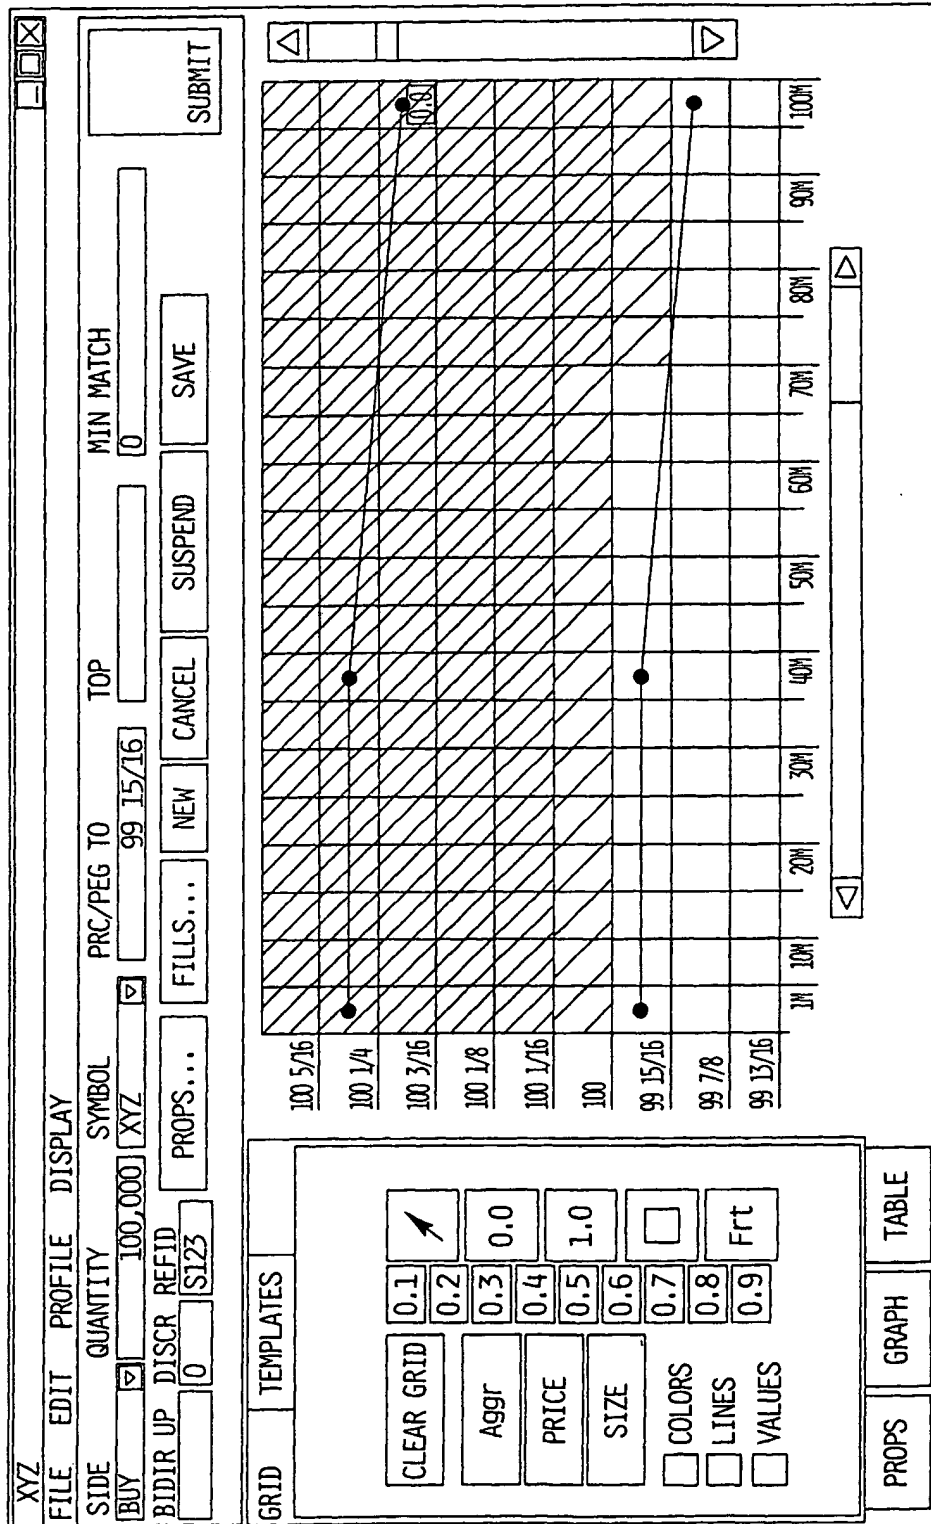 XYZ
FILE EDIT PROFILE DISPLAY
SIDE QUANTITY SYMBOL PRC/PEG TO TOP MIN MATCH
BUY 100,000 XYZ 99 15/16 0
SUBMIT
BIDIR UP DISCR REFID
0 S123 PROPS... FILLS... NEW CANCEL SUSPEND SAVE
GRID TEMPLATES
CLEAR GRID
Aggr
PRICE
SIZE
COLORS
LINES
VALUES
0.1
0.2
0.3
0.4
0.5
0.6
0.7
0.8
0.9
0.0
1.0
Frt
PROPS GRAPH TABLE
100 5/16
100 1/4
100 3/16
100 1/8
100 1/16
100
99 15/16
99 7/8
99 13/16
0.8
1M 10M 20M 30M 40M 50M 60M 70M 80M 90M 100M